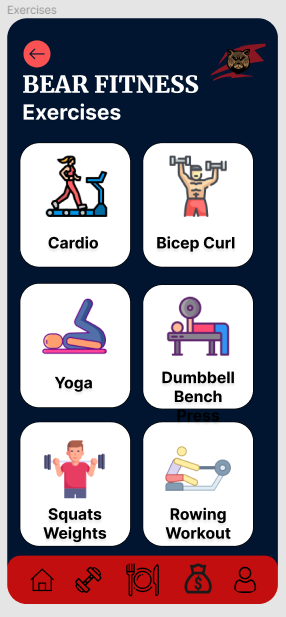 Exercises
BEAR FITNESS
Exercises
Cardio
Bicep Curl
Yoga
Dumbbell
Bench
Press
Squats
Weights
Rowing
Workout
$